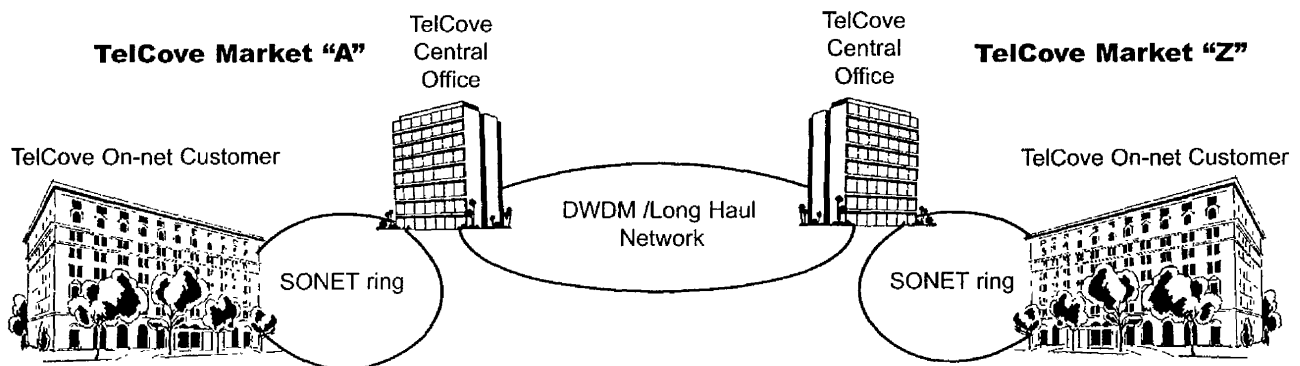 TelCove Market “A”
TelCove
Central
Office
TelCove
Central
Office
TelCove Market “Z”
TelCove On-net Customer
TelCove On-net Customer
DWDM /Long Haul
Network
SONET ring
SONET ring